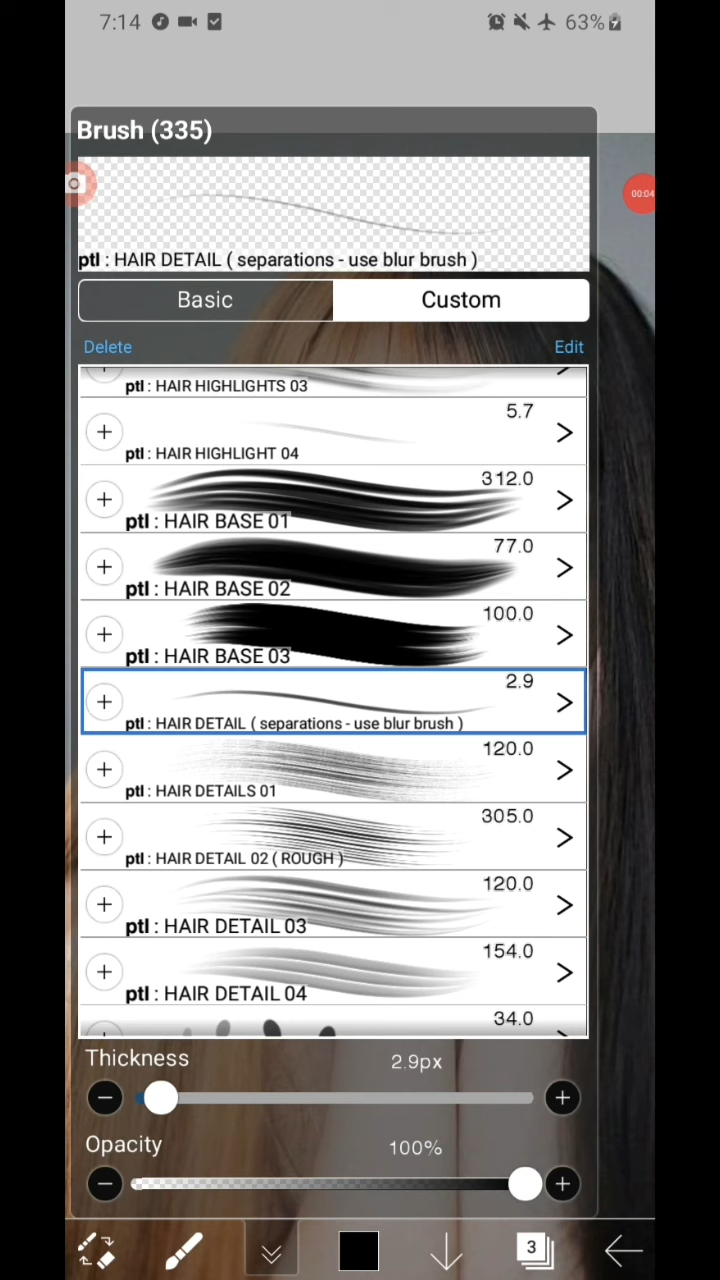 7:14
63%
Brush (335)
00:04
ptl : HAIR DETAIL ( separations - use blur brush )
Basic
Custom
Delete
Edit
ptl : HAIR HIGHLIGHTS 03
5.7
ptl : HAIR HIGHLIGHT 04
312.0
ptl : HAIR BASE 01
77.0
ptl : HAIR BASE 02
100.0
ptl : HAIR BASE 03
2.9
ptl : HAIR DETAIL ( separations - use blur brush )
120.0
ptl : HAIR DETAILS 01
305.0
ptl : HAIR DETAIL 02 ( ROUGH )
120.0
ptl : HAIR DETAIL 03
154.0
ptl : HAIR DETAIL 04
34.0
Thickness
2.9px
Opacity
100%
3